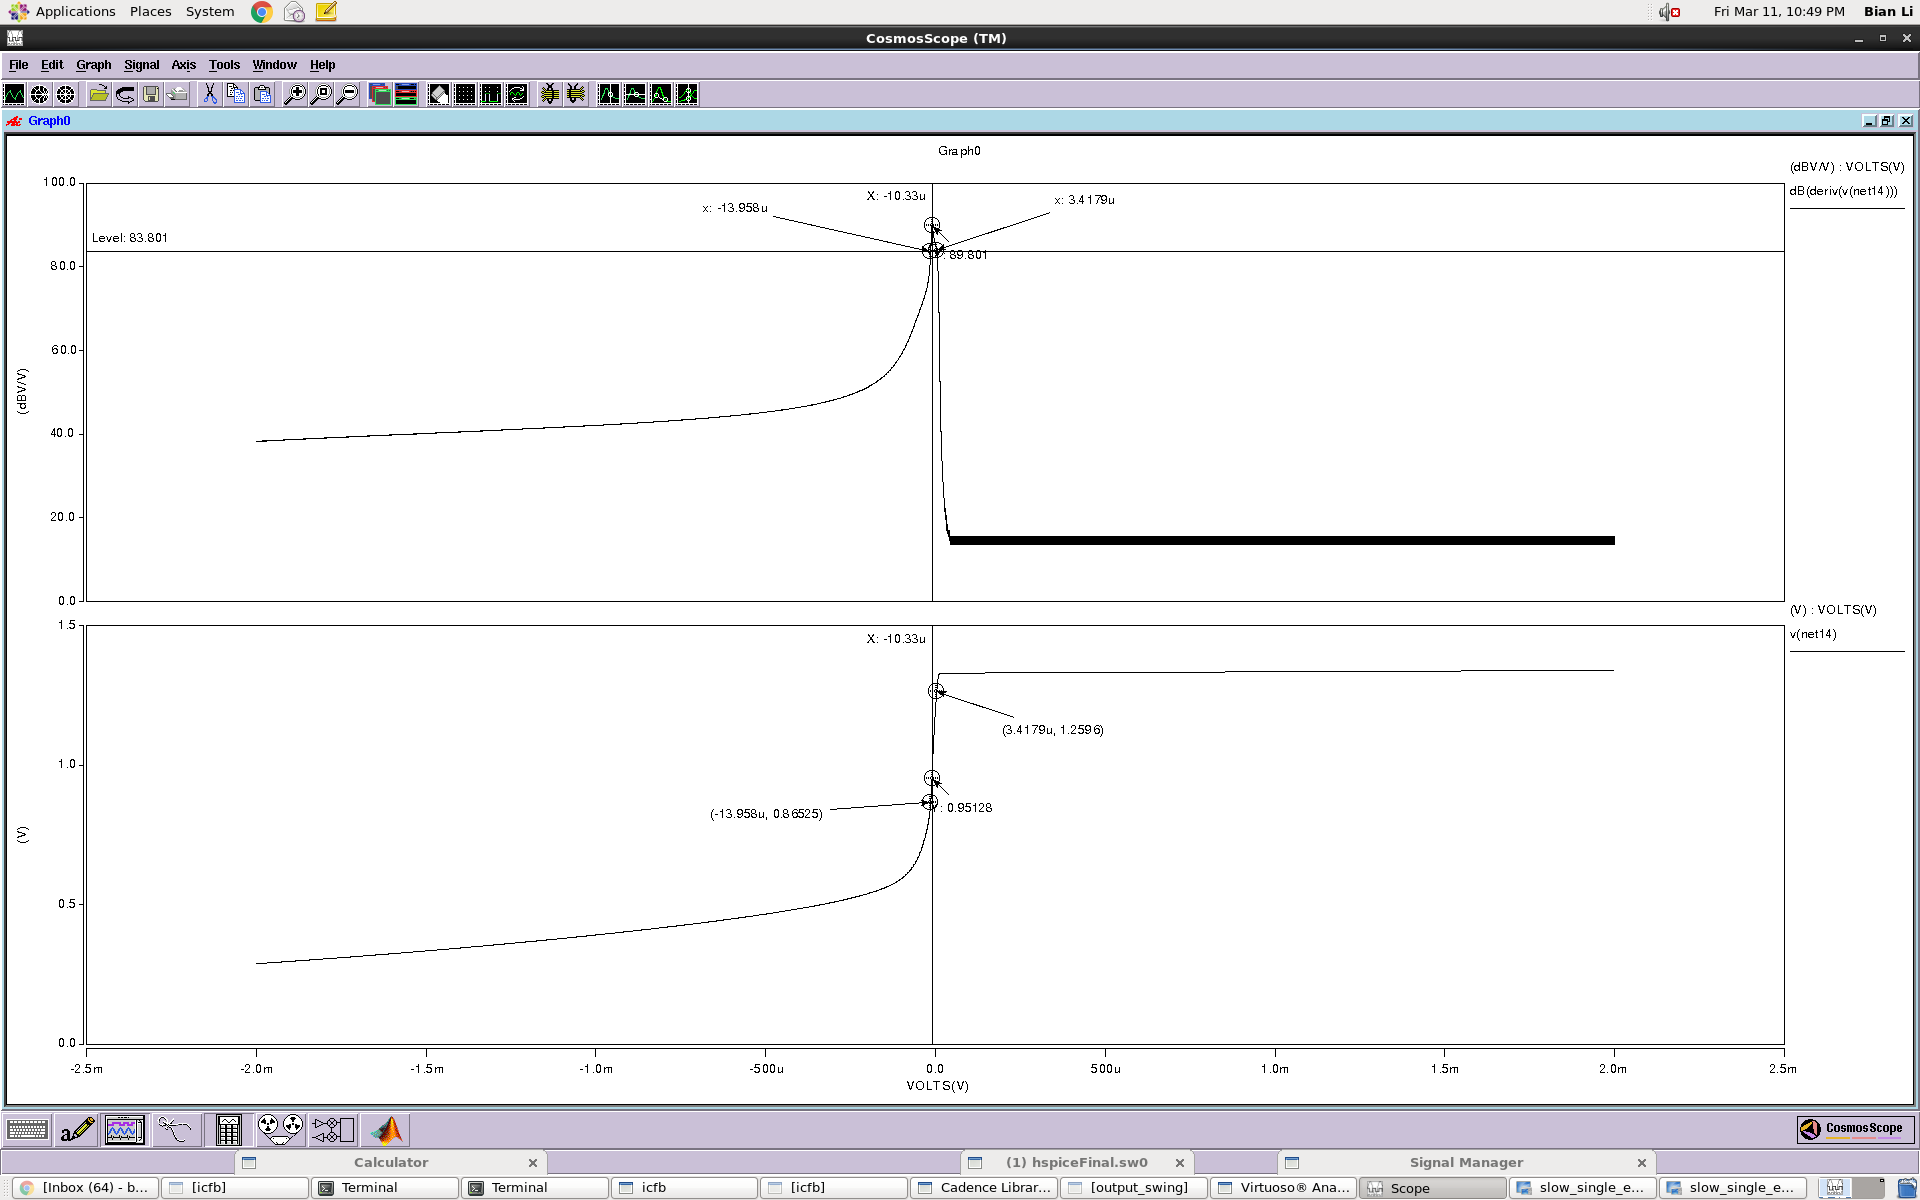 Applications Places System
Fri Mar 11, 10:49 PM Bian Li
CosmosScope (TM)
File Edit Graph Signal Axis Tools Window Help
Graph0
Graph0
(dBV/V) : VOLTS(V)
dB(deriv(v(net14)))
100.0
80.0
60.0
40.0
20.0
0.0
(dBV/V)
X: -10.33u
x: -13.958u
x: 3.4179u
Level: 83.801
: 89.801
(V) : VOLTS(V)
v(net14)
1.5
1.0
0.5
0.0
(V)
X: -10.33u
(3.4179u, 1.2596)
(-13.958u, 0.86525)
: 0.95128
-2.5m -2.0m -1.5m -1.0m -500u 0.0 500u 1.0m 1.5m 2.0m 2.5m
VOLTS(V)
CosmosScope
Calculator
(1) hspiceFinal.sw0
Signal Manager
[Inbox (64) - b... [icfb] Terminal Terminal icfb [icfb] Cadence Librar... [output_swing] Virtuoso® Ana... Scope slow_single_e... slow_single_e...